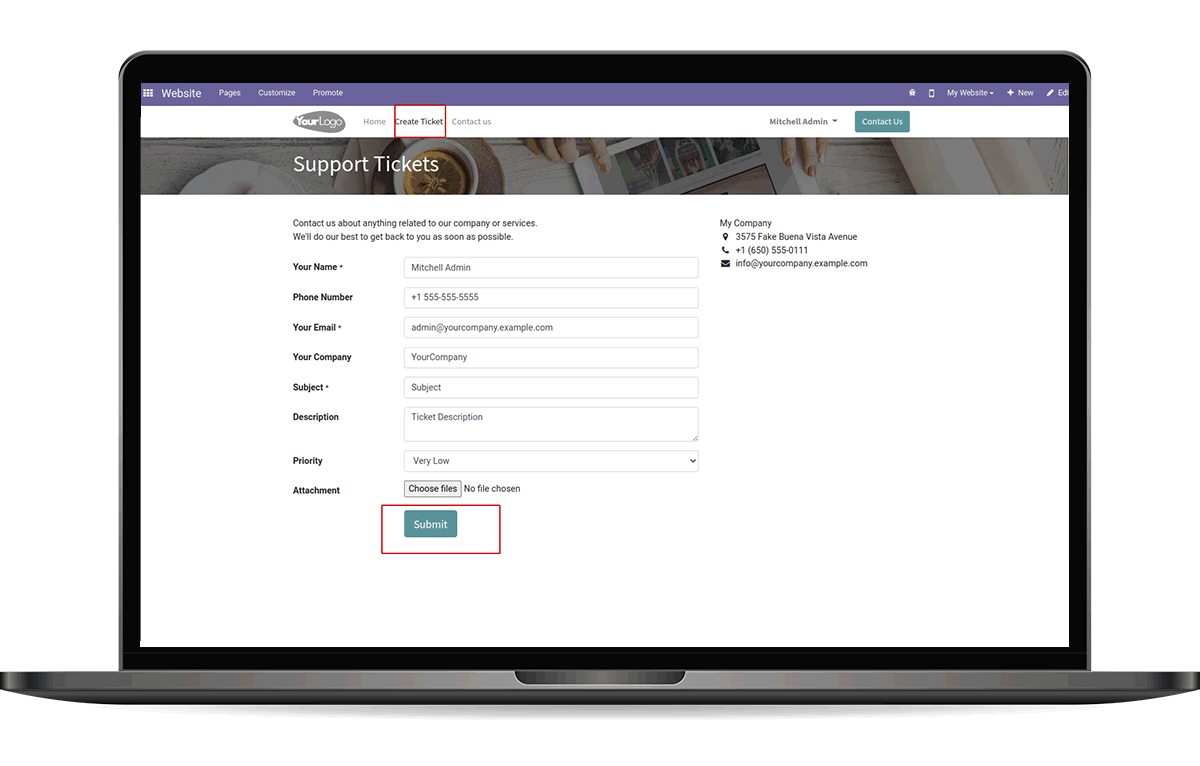 Website Pages Customize Promote My Website + New
YourLogo Home Create Ticket Contact us Mitchell Admin Contact Us
Support Tickets
Contact us about anything related to our company or services.
We'll do our best to get back to you as soon as possible.
Your Name * Mitchell Admin
Phone Number +1 555-555-5555
Your Email * admin@yourcompany.example.com
Your Company YourCompany
Subject * Subject
Description Ticket Description
Priority Very Low
Attachment Choose files No file chosen
Submit
My Company
3575 Fake Buena Vista Avenue
+1 (650) 555-0111
info@yourcompany.example.com